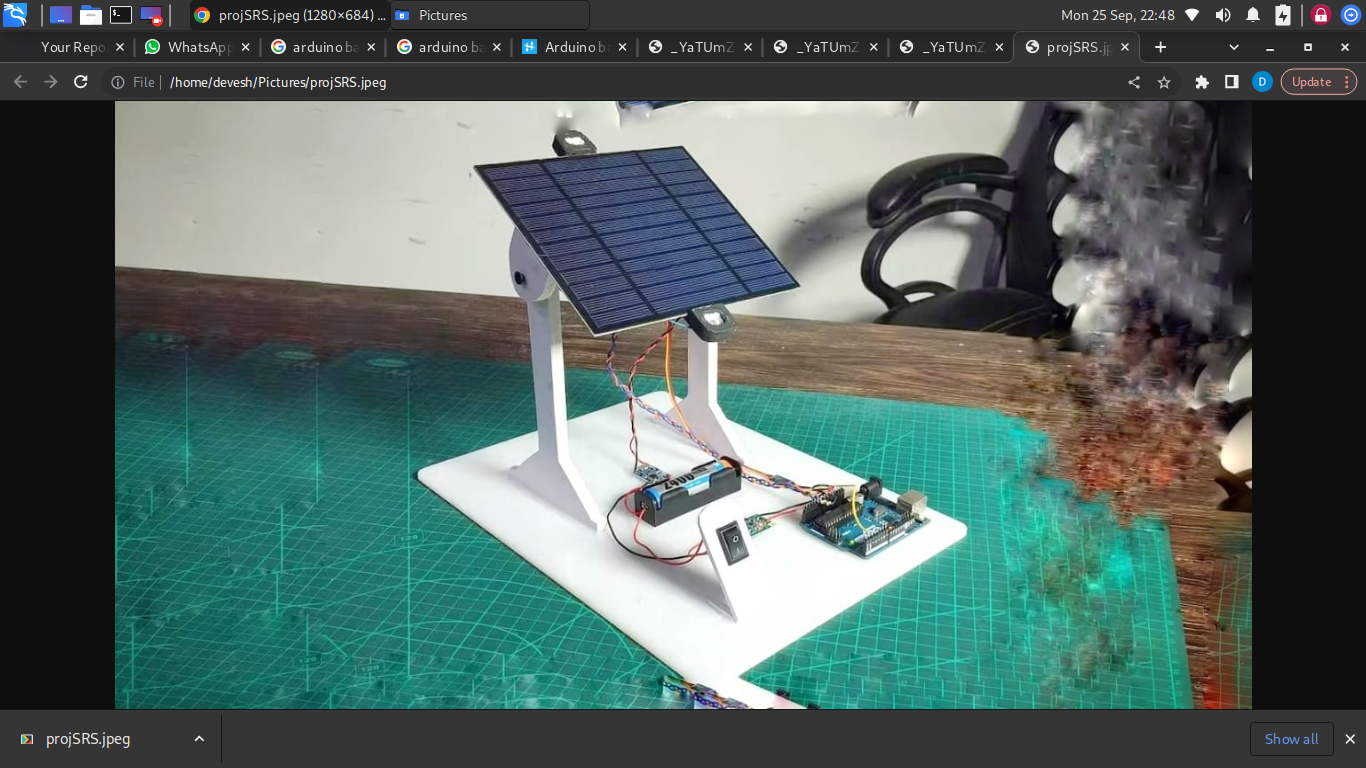 projSRS.jpeg (1280×684) ...
Pictures
Mon 25 Sep, 22:48
Your Repo
WhatsApp
arduino ba
arduino ba
Arduino b
_YaTUmZ
_YaTUmZ
_YaTUmZ
projSRS.jp
File
/home/devesh/Pictures/projSRS.jpeg
D
Update
2400
projSRS.jpeg
Show all